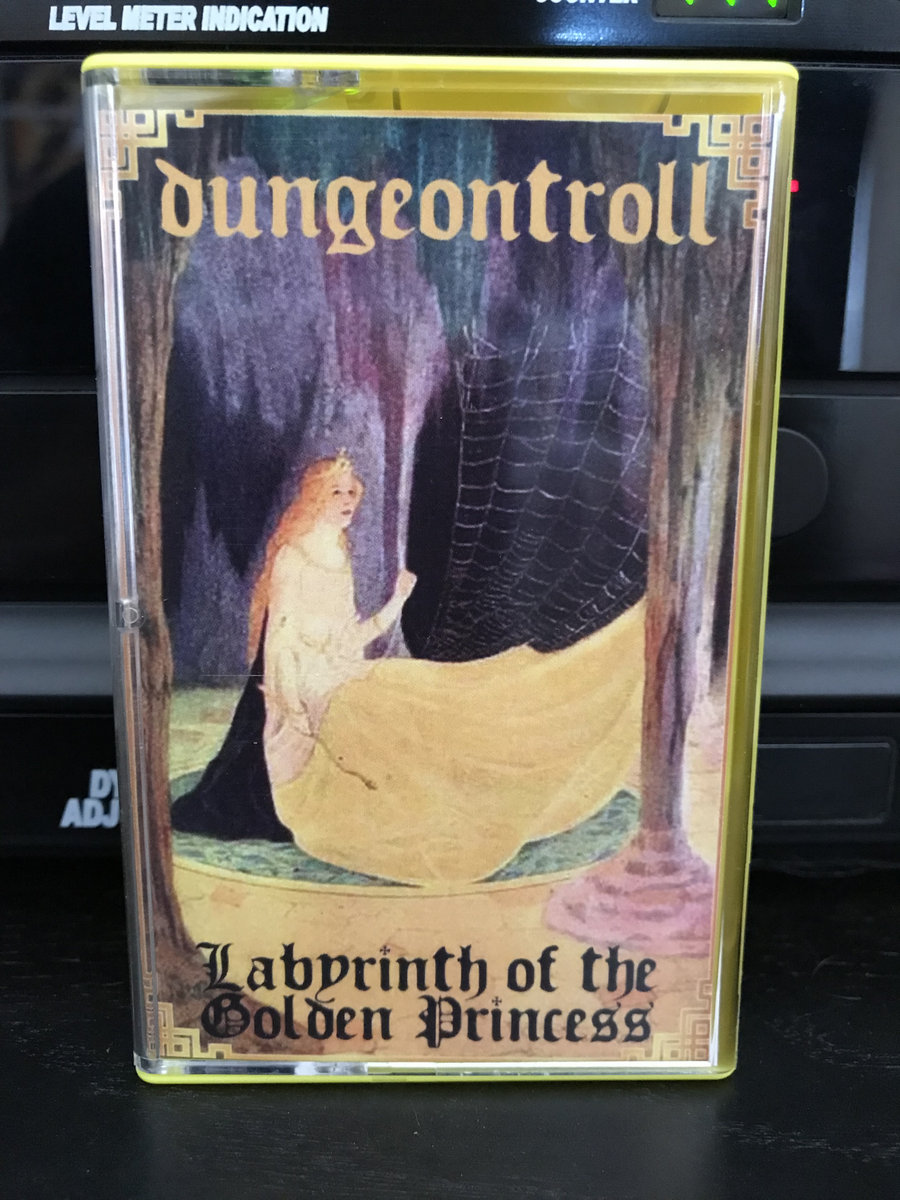 LEVEL METER INDICATION
dungeontroll
Labyrinth of the
Golden Princess